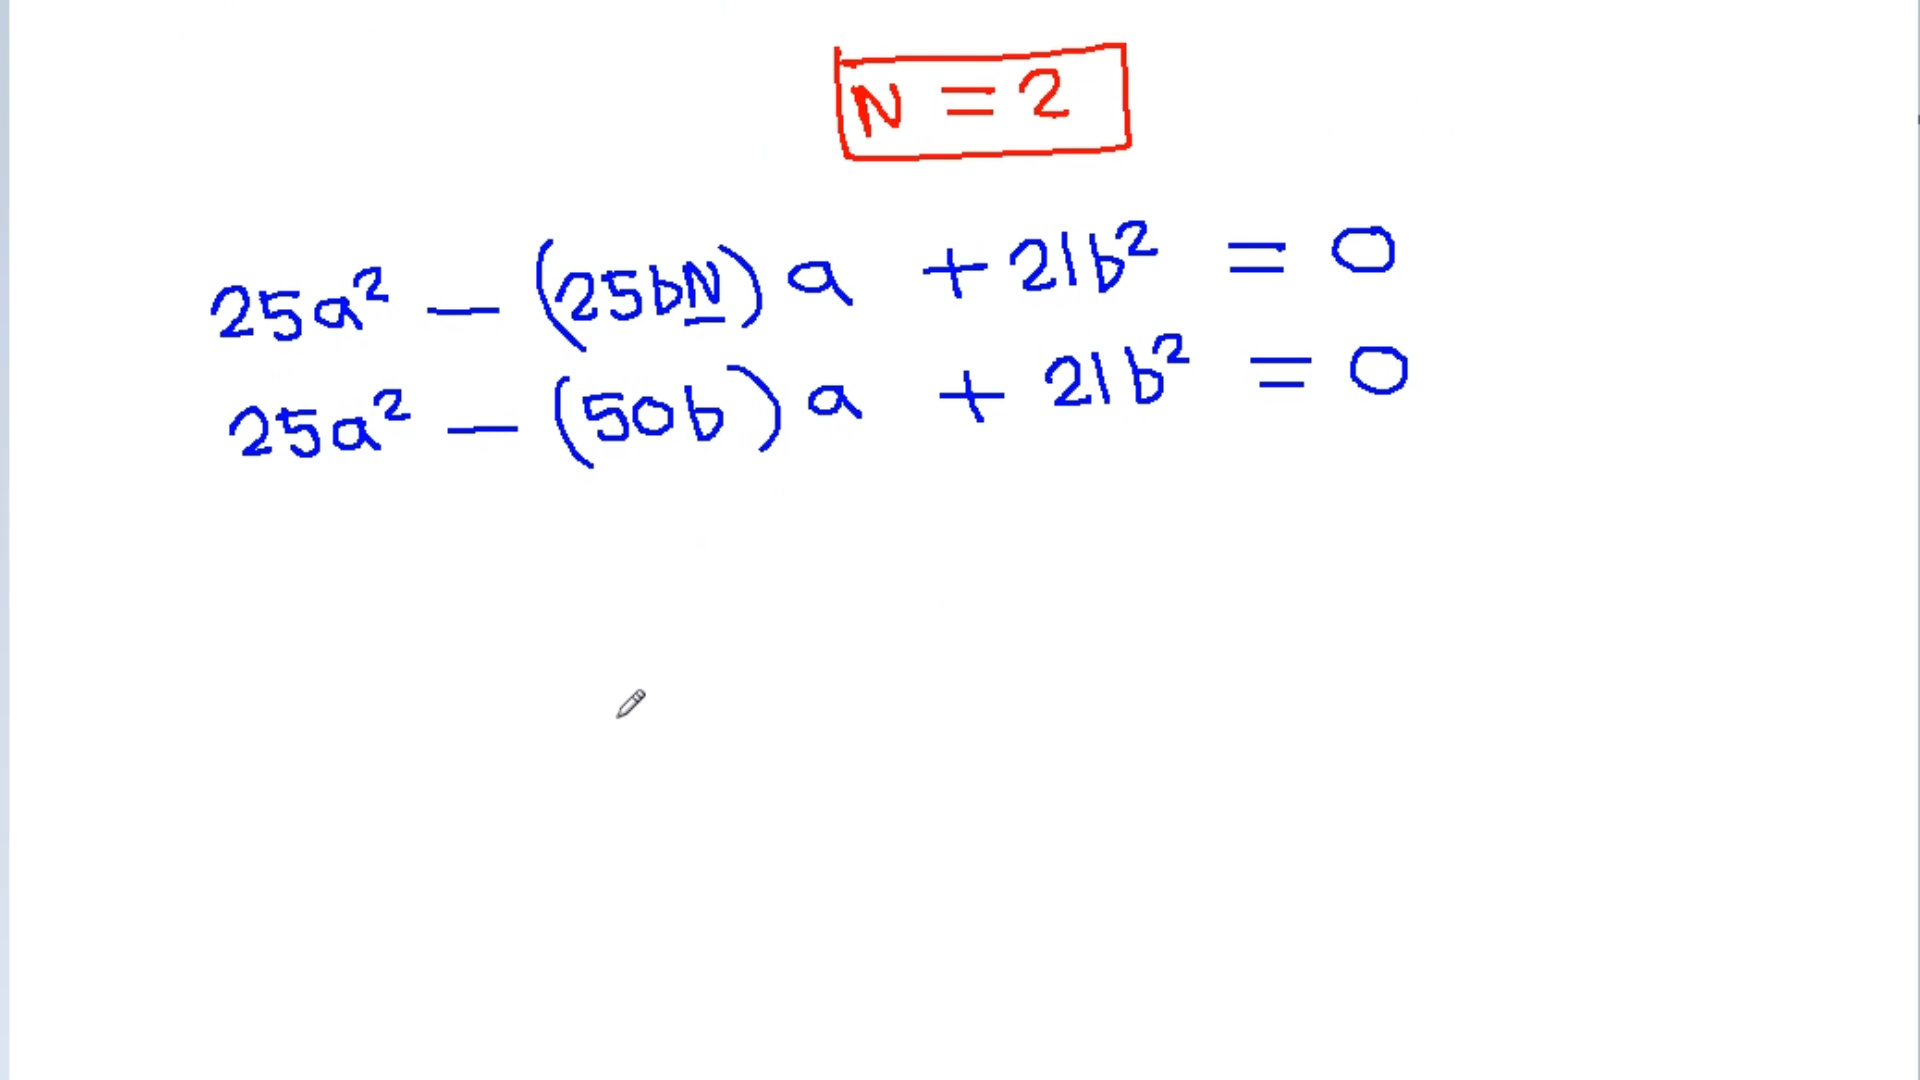 N = 2
25a² - (25bN)a + 21b² = 0
25a² - (50b)a + 21b² = 0